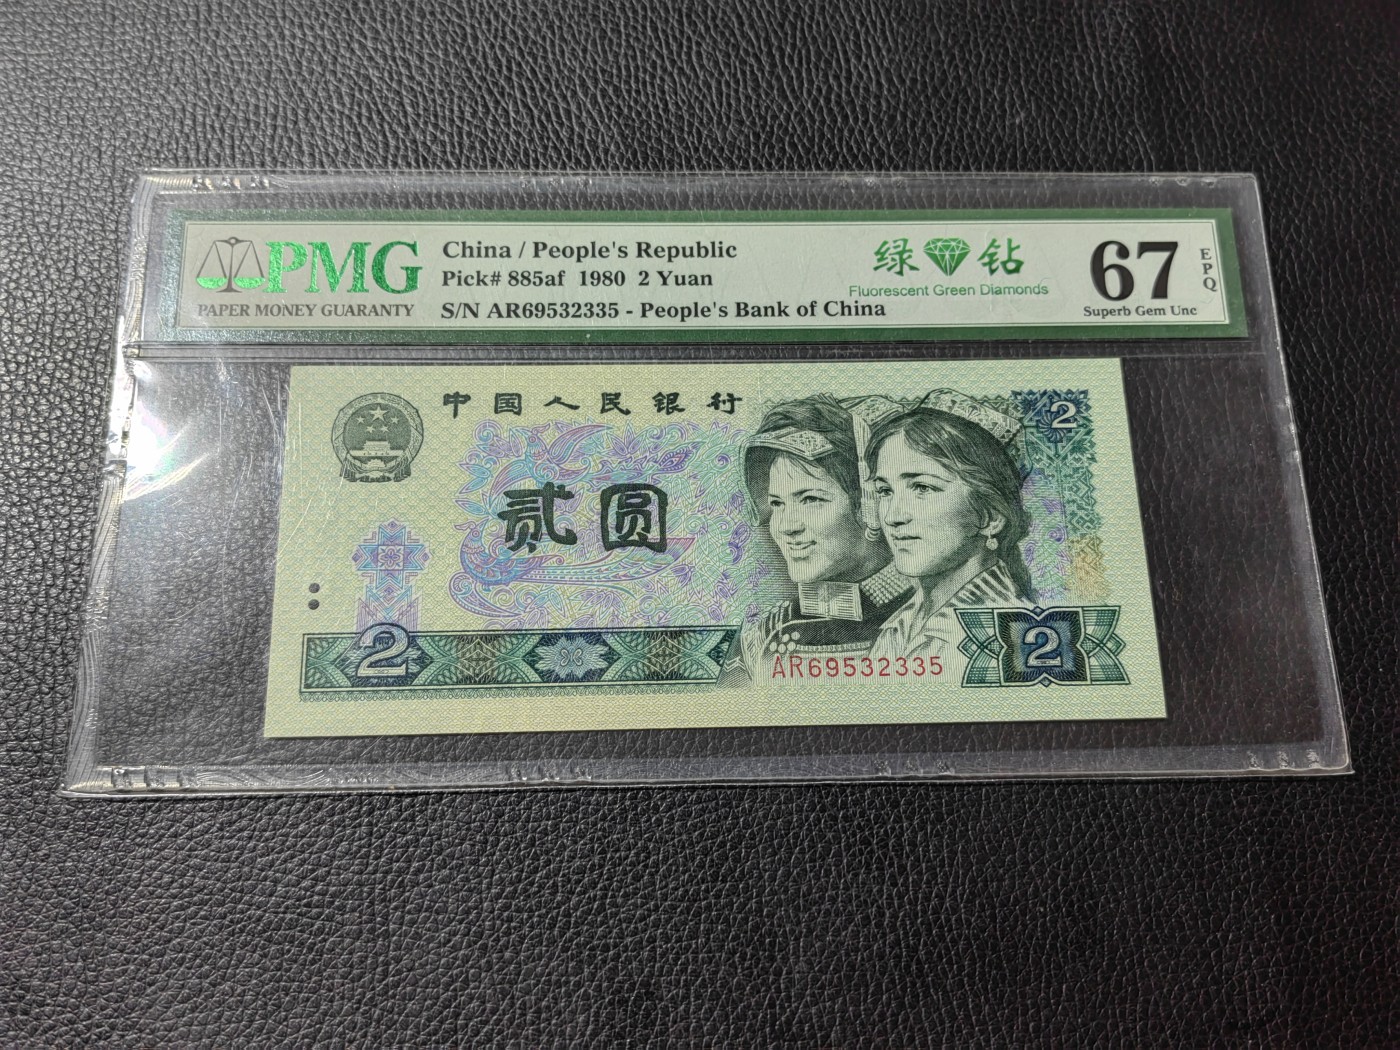 PMG
PAPER MONEY GUARANTY
China / People's Republic
Pick# 885af 1980 2 Yuan
S/N AR69532335 - People's Bank of China
绿 钻
Fluorescent Green Diamonds
67
EPQ
Superb Gem Unc
中国人民银行
2
贰圆
2
AR69532335
2